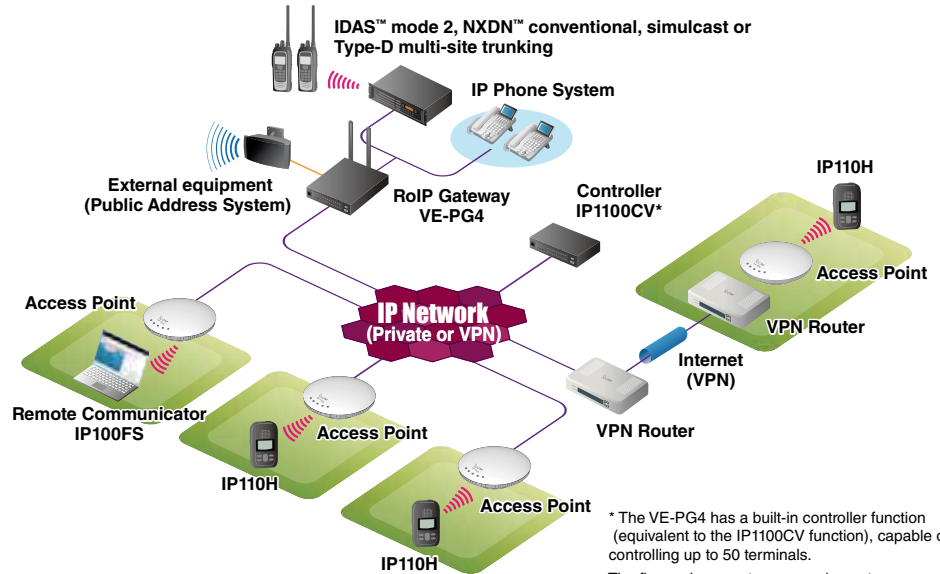 IDAS™ mode 2, NXDN™ conventional, simulcast or
Type-D multi-site trunking
IP Phone System
External equipment
(Public Address System)
RoIP Gateway
VE-PG4
Controller
IP1100CV*
IP110H
Access Point
VPN Router
Internet
(VPN)
VPN Router
IP Network
(Private or VPN)
Access Point
Remote Communicator
IP100FS
Access Point
IP110H
Access Point
IP110H
* The VE-PG4 has a built-in controller function
(equivalent to the IP1100CV function), capable
controlling up to 50 terminals.